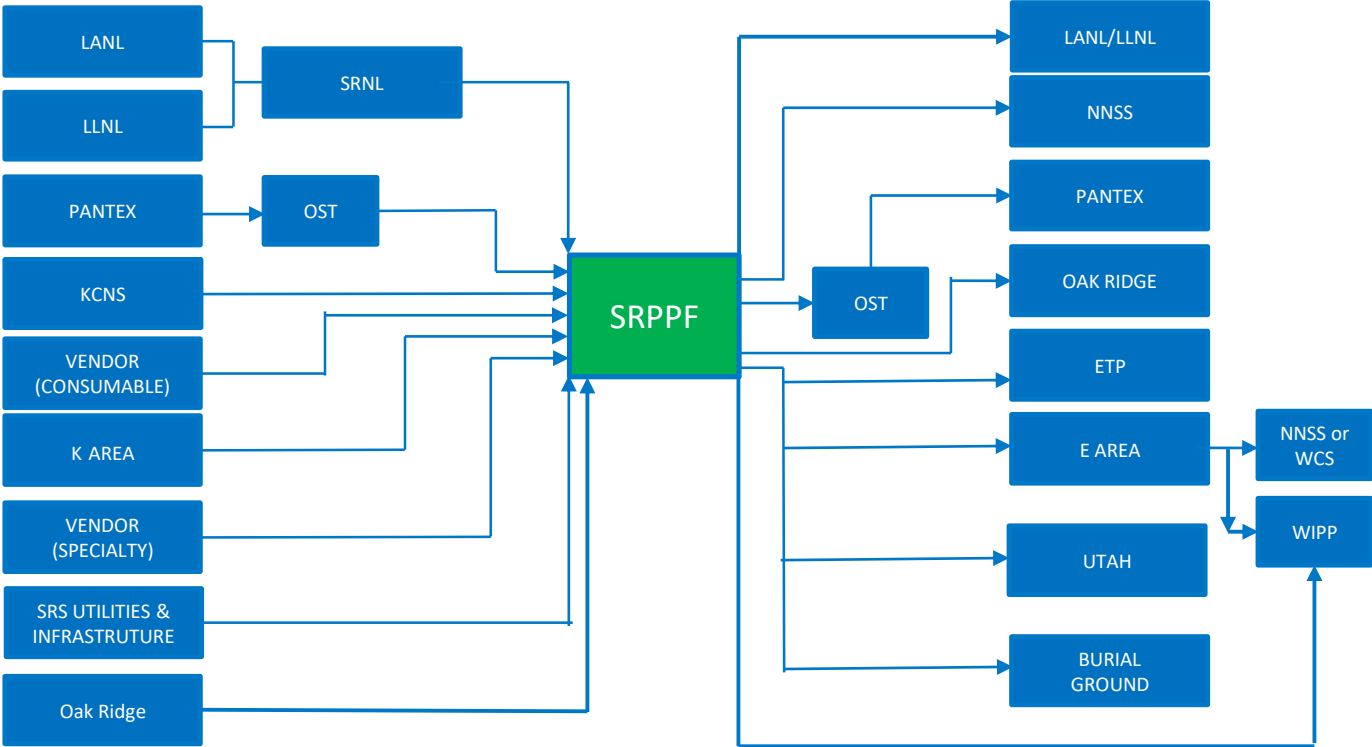 LANL
LLNL
SRNL
PANTEX
OST
KCNS
VENDOR
(CONSUMABLE)
K AREA
VENDOR
(SPECIALTY)
SRS UTILITIES &
INFRASTRUTURE
Oak Ridge
SRPPF
LANL/LLNL
NNSS
PANTEX
OST
OAK RIDGE
ETP
E AREA
NNSS or
WCS
WIPP
UTAH
BURIAL
GROUND